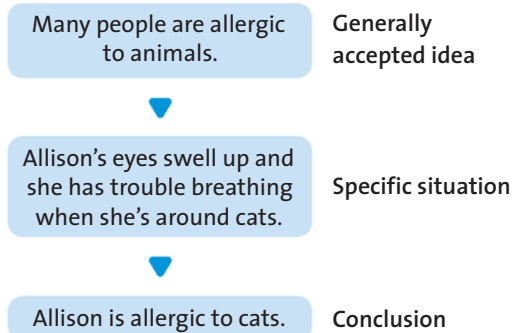 Many people are allergic
to animals.
Generally
accepted idea
Allison's eyes swell up and
she has trouble breathing
when she's around cats.
Specific situation
Allison is allergic to cats.
Conclusion